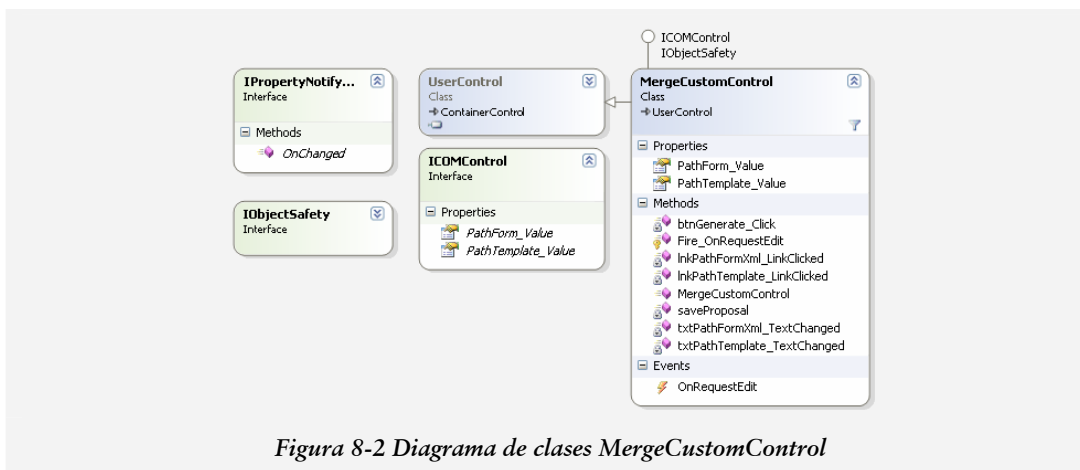 IPropertyNotify...
Interface
Methods
OnChanged
IObjectSafety
Interface
UserControl
Class
ContainerControl
ICOMControl
Interface
Properties
PathForm_Value
PathTemplate_Value
ICOMControl
IObjectSafety
MergeCustomControl
Class
UserControl
Properties
PathForm_Value
PathTemplate_Value
Methods
btnGenerate_Click
Fire_OnRequestEdit
lnkPathFormXml_LinkClicked
lnkPathTemplate_LinkClicked
MergeCustomControl
saveProposal
txtPathFormXml_TextChanged
txtPathTemplate_TextChanged
Events
OnRequestEdit
Figura 8-2 Diagrama de clases MergeCustomControl